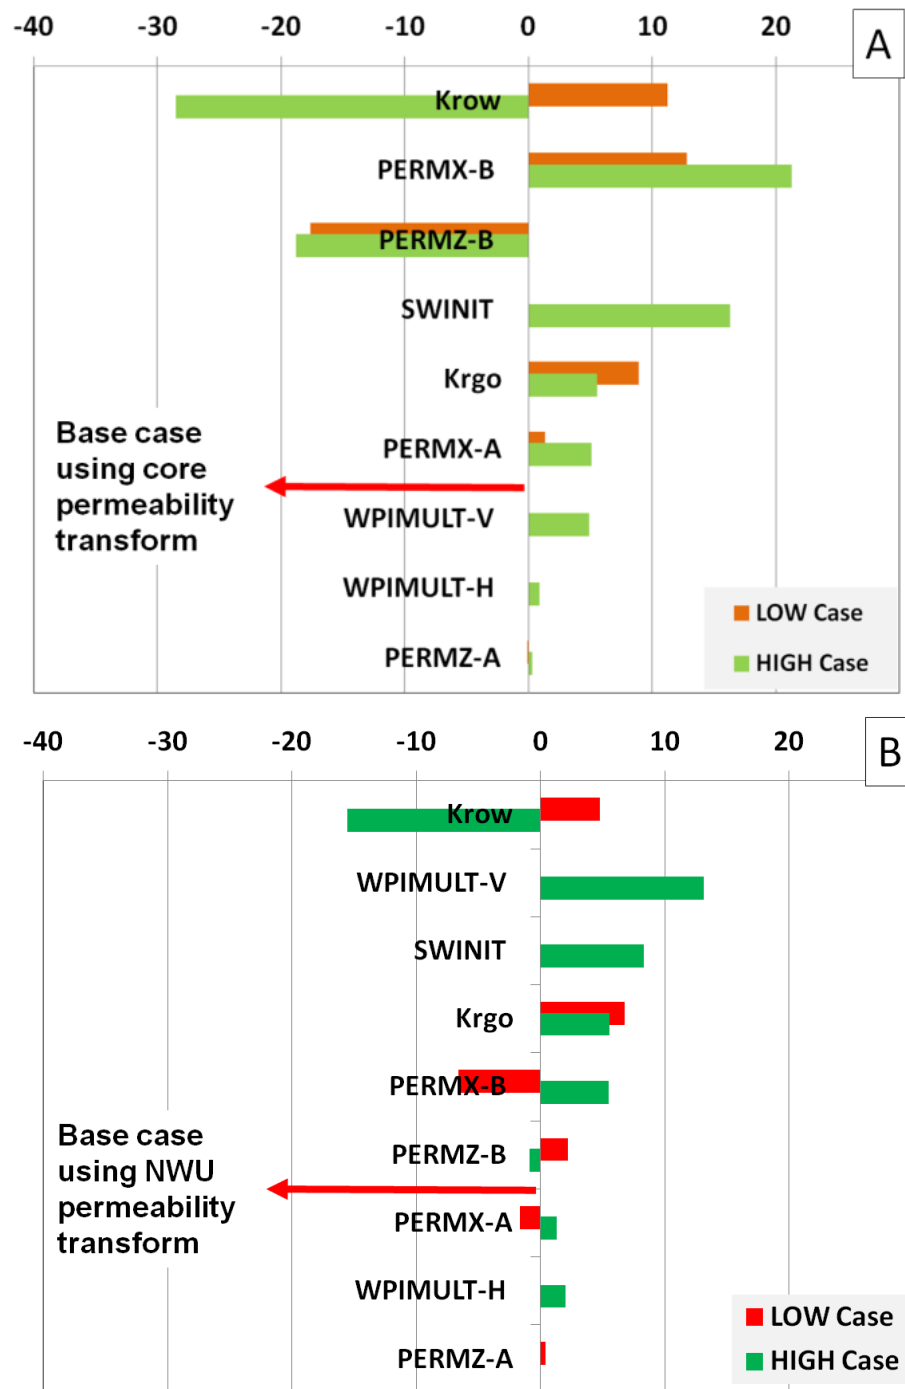 -40 -30 -20 -10 0 10 20
A
Krow
PERMX-B
PERMZ-B
SWINIT
Krgo
Base case
using core
permeability
transform
PERMX-A
WPIMULT-V
WPIMULT-H
PERMZ-A
LOW Case
HIGH Case
-40 -30 -20 -10 0 10 20
B
Krow
WPIMULT-V
SWINIT
Krgo
PERMX-B
Base case
using NWU
permeability
transform
PERMZ-B
PERMX-A
WPIMULT-H
PERMZ-A
LOW Case
HIGH Case